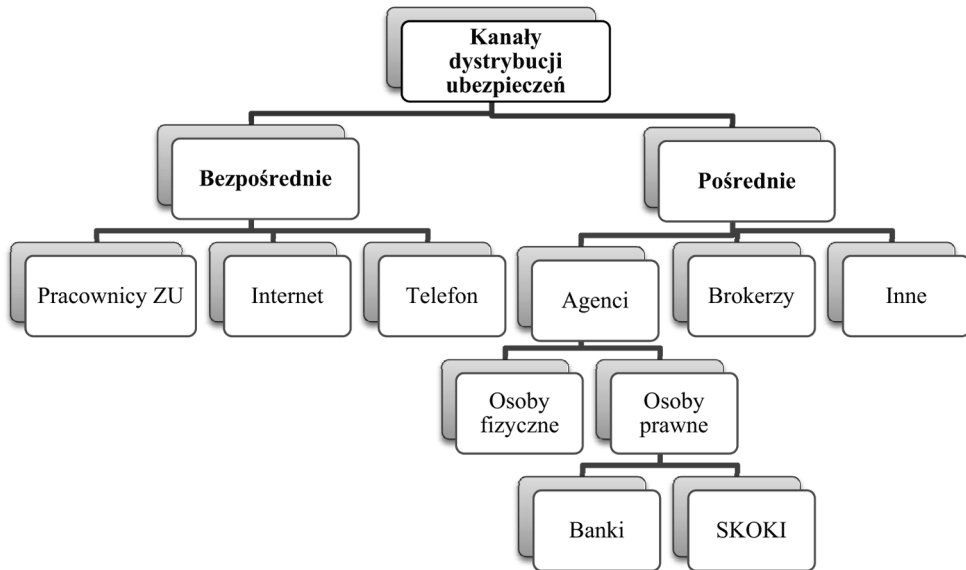 Kanały
dystrybucji
ubezpieczeń
Bezpośrednie
Pośrednie
Pracownicy ZU
Internet
Telefon
Agenci
Brokerzy
Inne
Osoby
fizyczne
Osoby
prawne
Banki
SKOKI